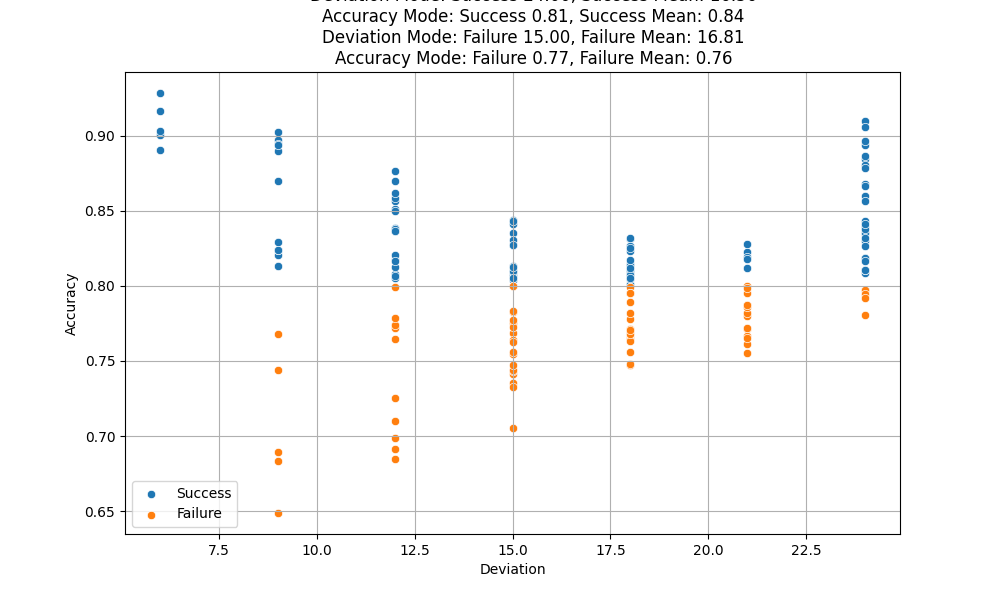 Accuracy Mode: Success 0.81, Success Mean: 0.84
Deviation Mode: Failure 15.00, Failure Mean: 16.81
Accuracy Mode: Failure 0.77, Failure Mean: 0.76
0.90
0.85
0.80
0.75
0.70
0.65
Accuracy
Success
Failure
7.5
10.0
12.5
15.0
17.5
20.0
22.5
Deviation